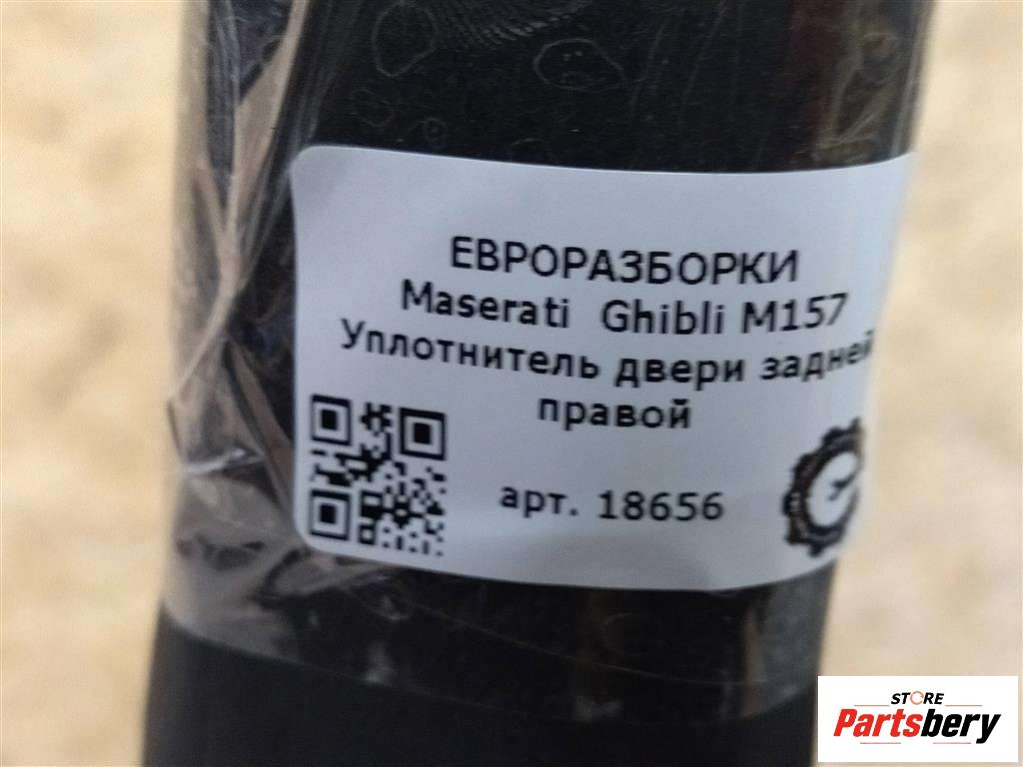 ЕВРОРАЗБОРКИ
Maserati Ghibli M157
Уплотнитель двери задней
правой
арт. 18656
STORE
Partsbery